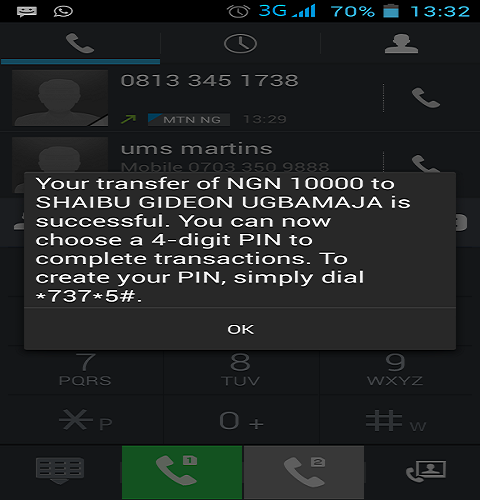 3G 70% 13:32
0813 345 1738
MTN NG 13:29
ums martins
Mobile 0703 350 9888
Your transfer of NGN 10000 to
SHAIBU GIDEON UGBAMAJA is
successful. You can now
choose a 4-digit PIN to
complete transactions. To
create your PIN, simply dial
*737*5#.
OK
7 8 9
PQRS TUV WXYZ
* P 0 + # W
1 2